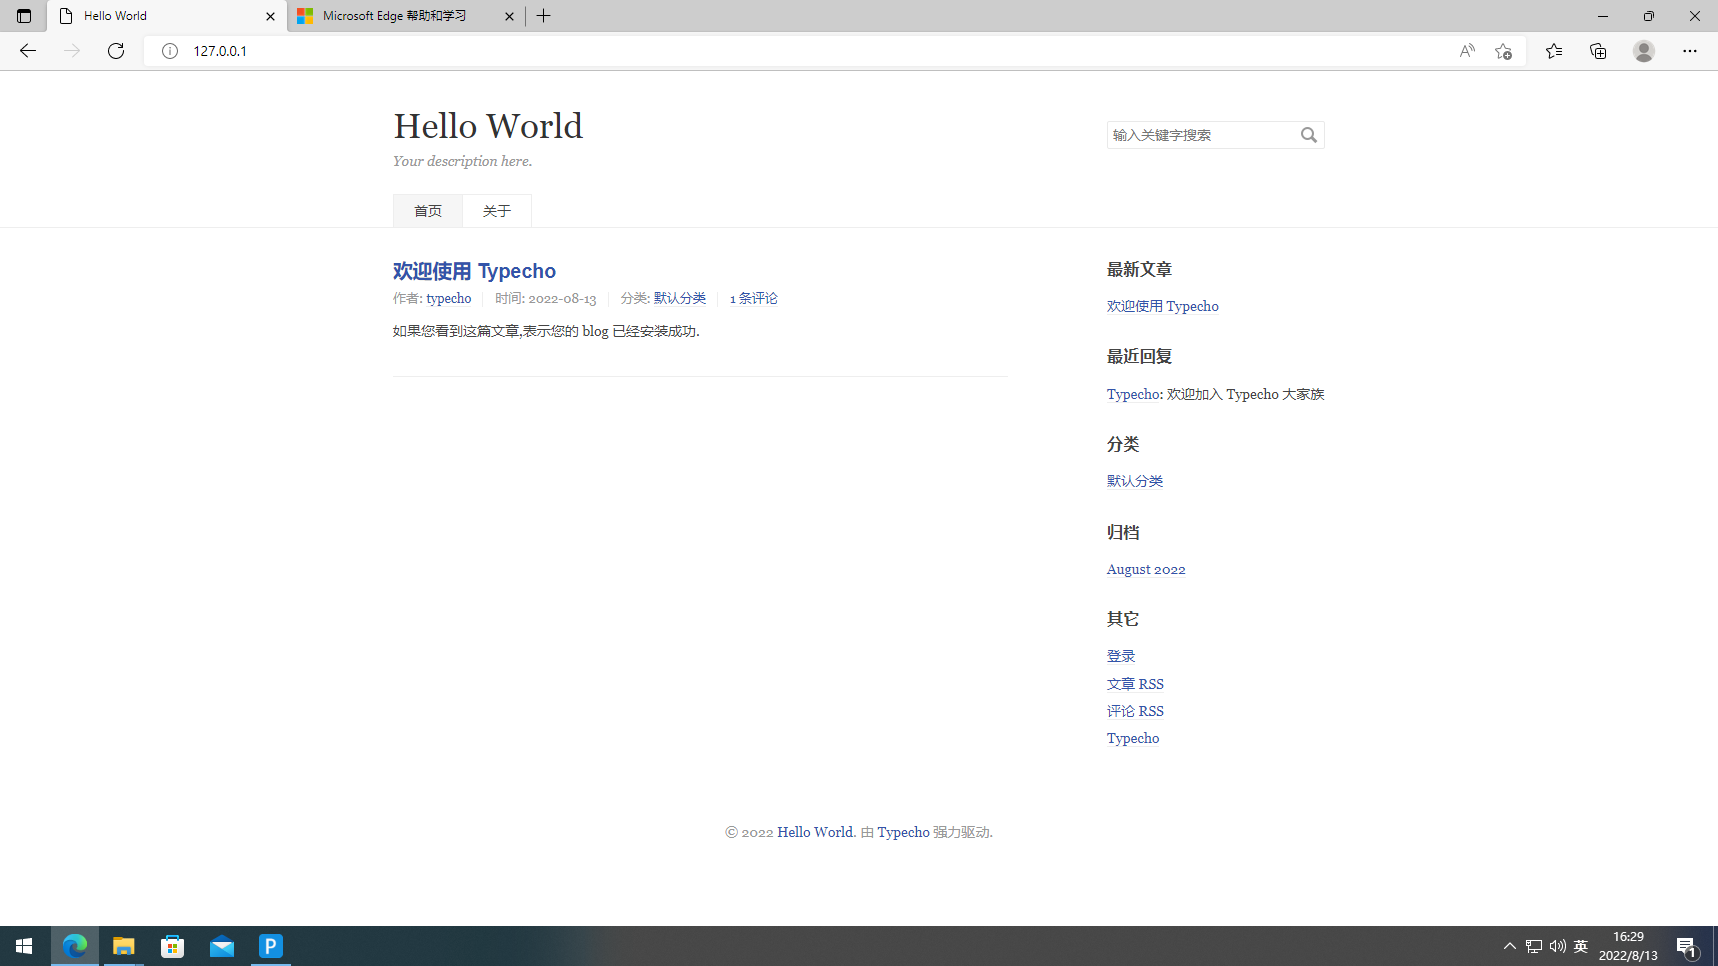 Hello World
Microsoft Edge 帮助和学习
127.0.0.1
Hello World
Your description here.
输入关键字搜索
首页 关于
欢迎使用 Typecho
作者: typecho 时间: 2022-08-13 分类: 默认分类 1 条评论
如果您看到这篇文章,表示您的 blog 已经安装成功.
最新文章
欢迎使用 Typecho
最近回复
Typecho: 欢迎加入 Typecho 大家族
分类
默认分类
归档
August 2022
其它
登录
文章 RSS
评论 RSS
Typecho
© 2022 Hello World. 由 Typecho 强力驱动.
英
16:29
2022/8/13
1